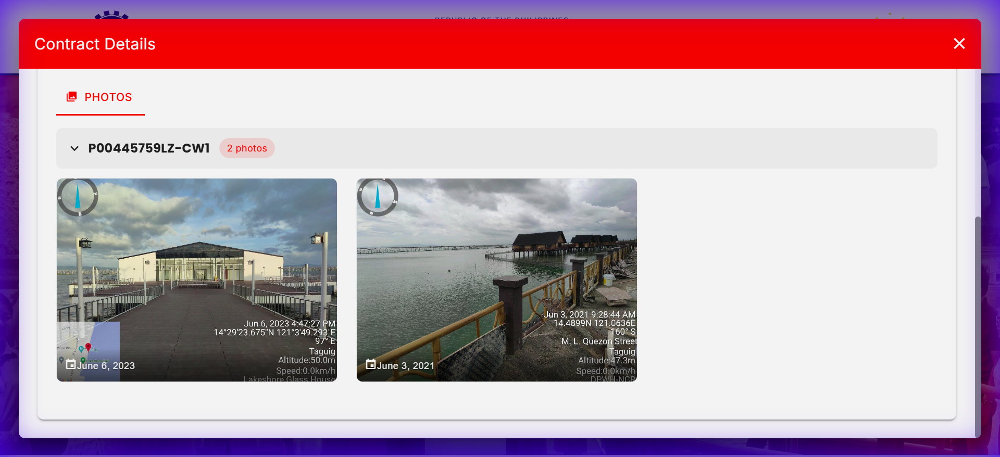 REPUBLIC OF THE PHILIPPINES
Contract Details
PHOTOS
P00445759LZ-CW1
2 photos
N
S
W
Jun 6, 2023 4:47:27 PM
14°29'23.675"N 121°3'49.293"E
97° E
Taguig
Altitude:50.0m
Speed:0.0km/h
Lakeshore Glass House
Lakeshore Hall
June 6, 2023
E
W
N
Jun 3, 2021 9:28:44 AM
14.4899N 121.0636E
160° S
M. L. Quezon Street
Taguig
Altitude:47.3m
Speed:0.0km/h
DPWH-NCR
June 3, 2021